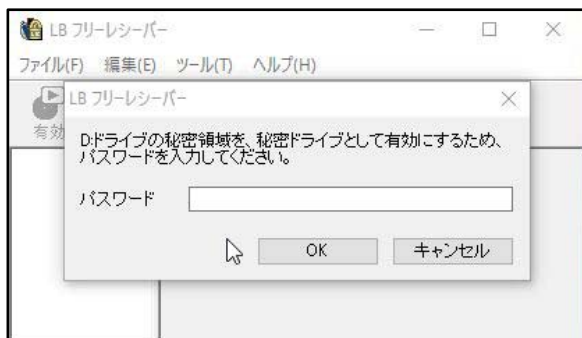 LB フリーレシーバー
ファイル(F) 編集(E) ツール(T) ヘルプ(H)
有効
LB フリーレシーバー
D:ドライブの秘密領域を、秘密ドライブとして有効にするため、
パスワードを入力してください。
パスワード
OK キャンセル